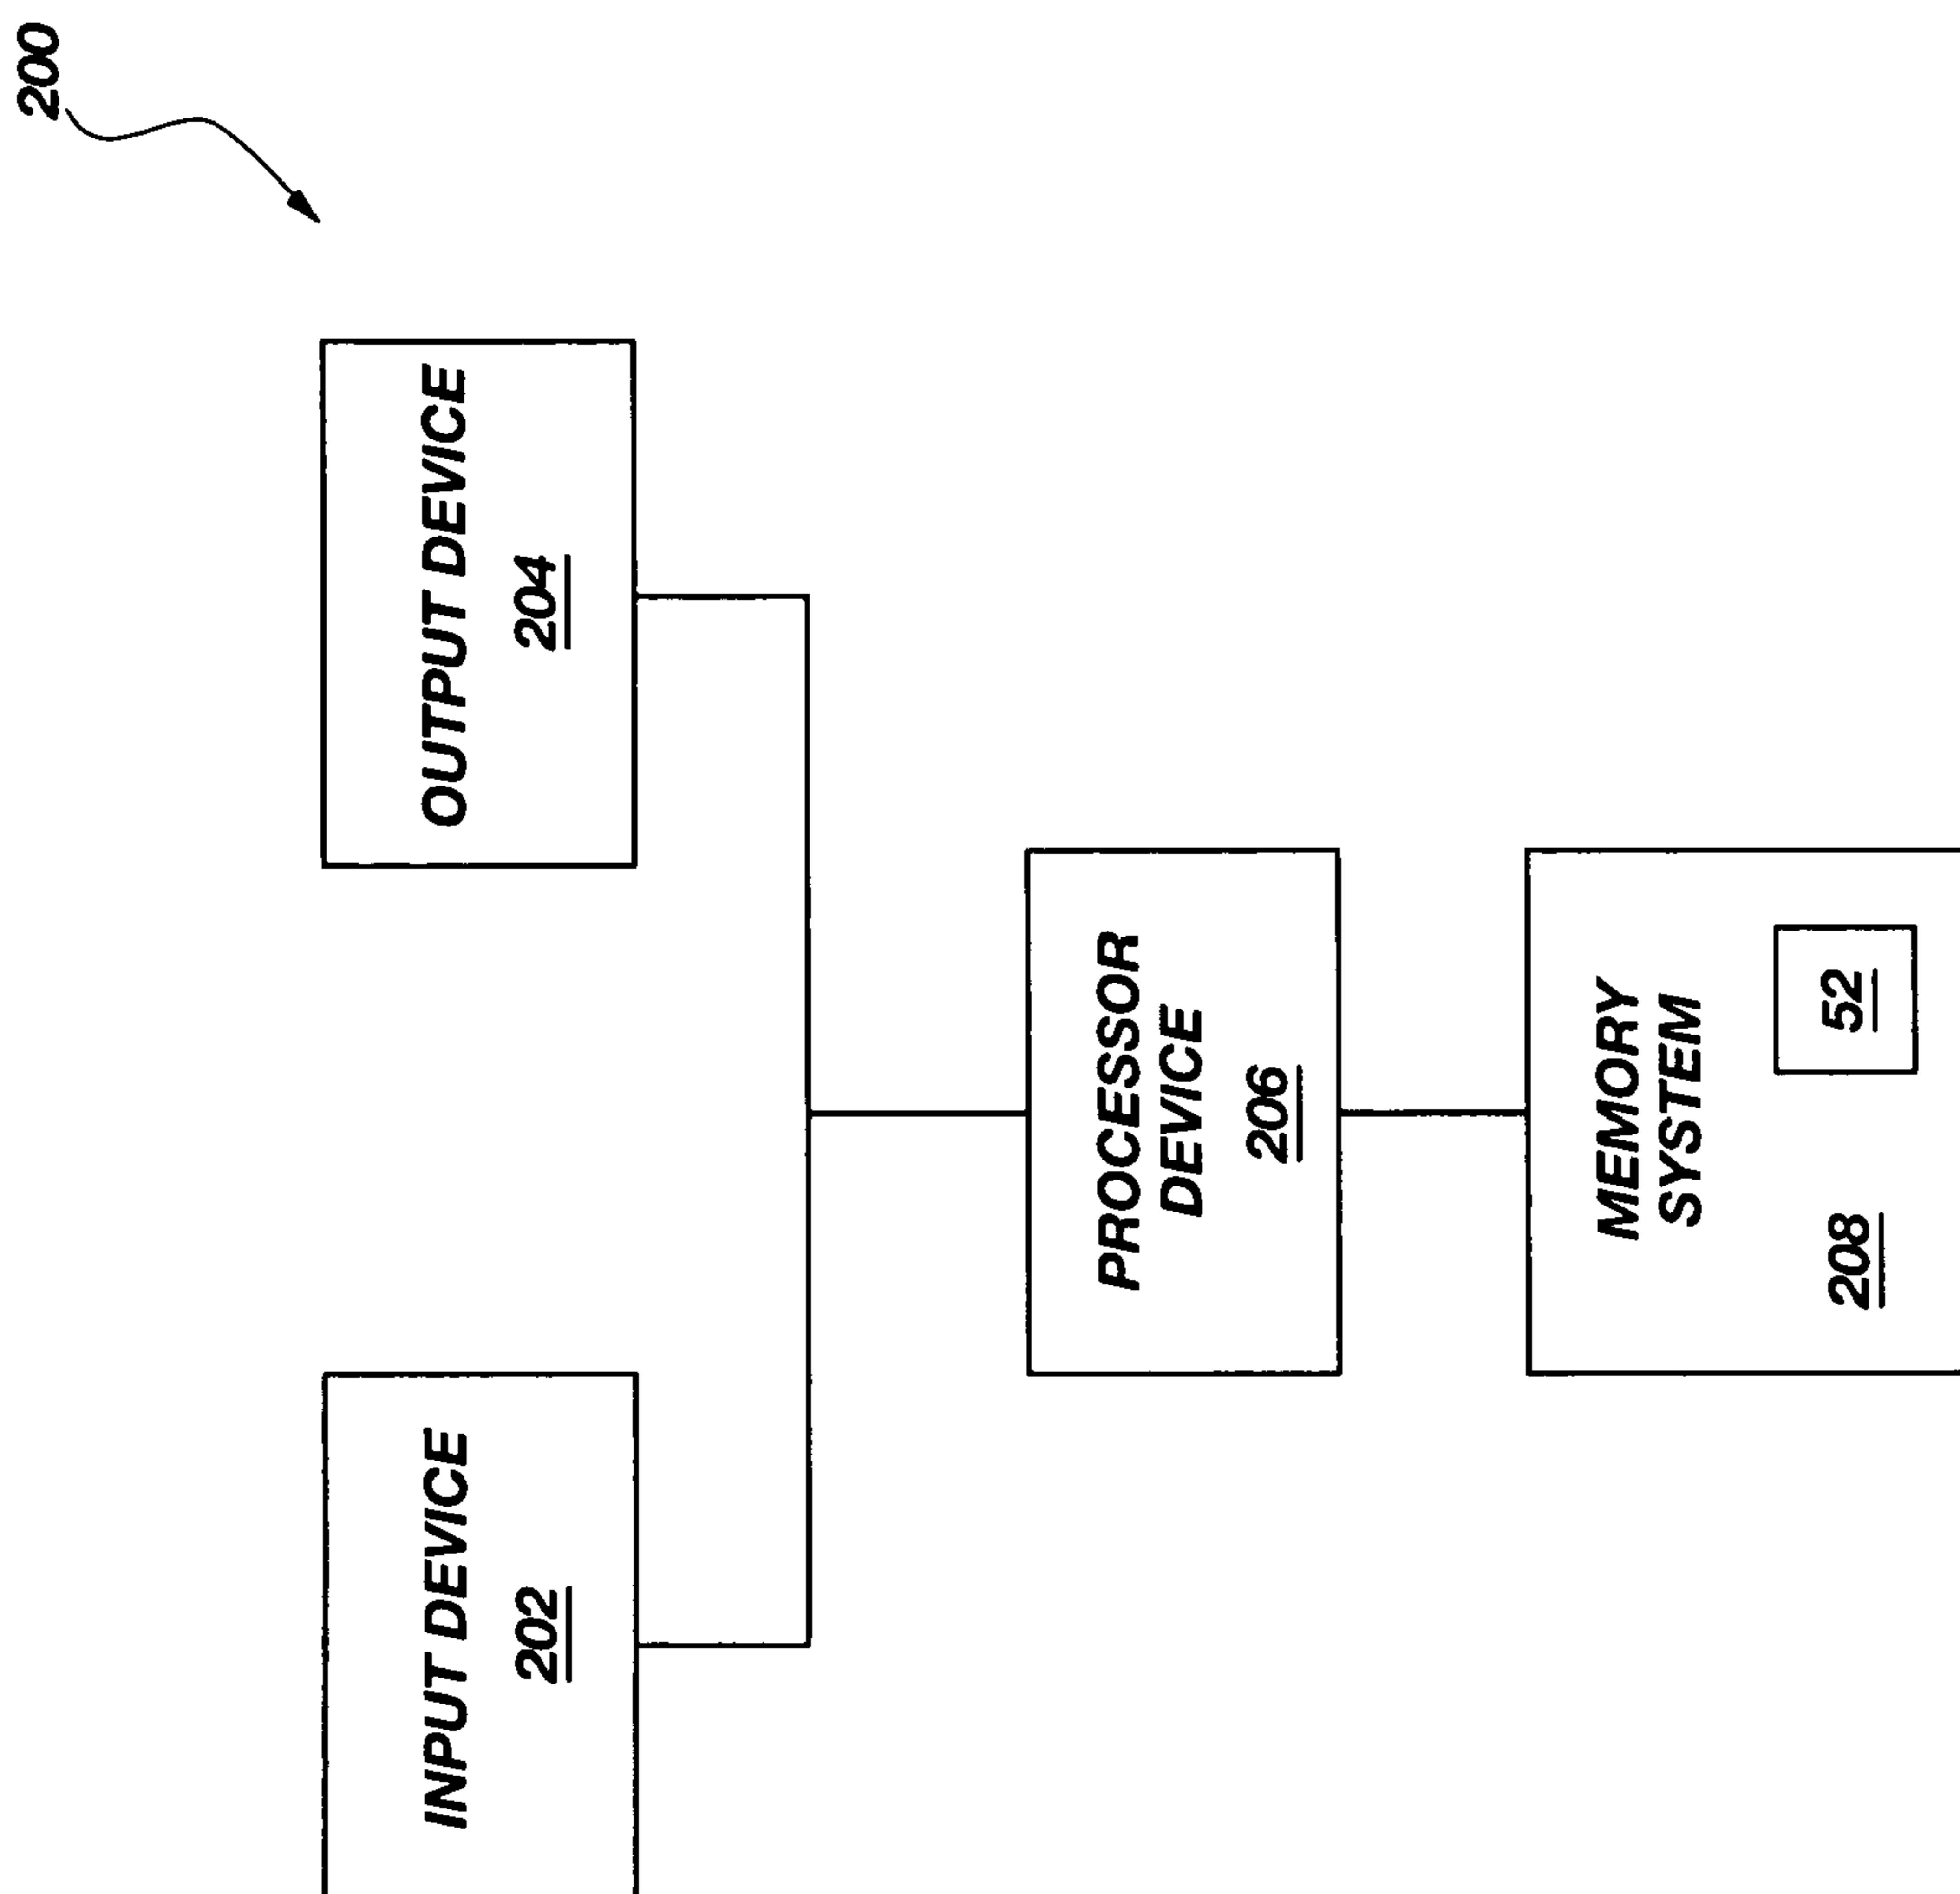 200
INPUT DEVICE
202
OUTPUT DEVICE
204
PROCESSOR
DEVICE
206
MEMORY
SYSTEM
208
52